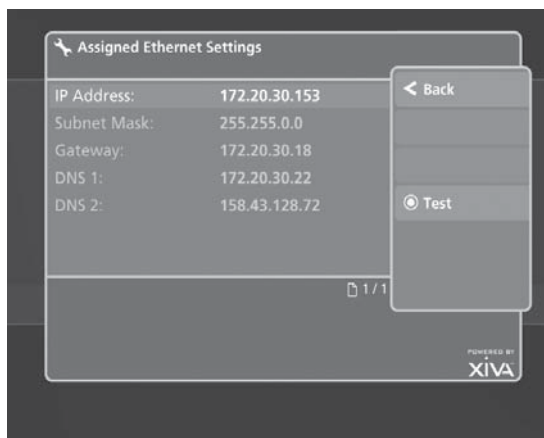 Assigned Ethernet Settings
IP Address: 172.20.30.153
Subnet Mask: 255.255.0.0
Gateway: 172.20.30.18
DNS 1: 172.20.30.22
DNS 2: 158.43.128.72
< Back
Test
1/1
POWERED BY
XiVA